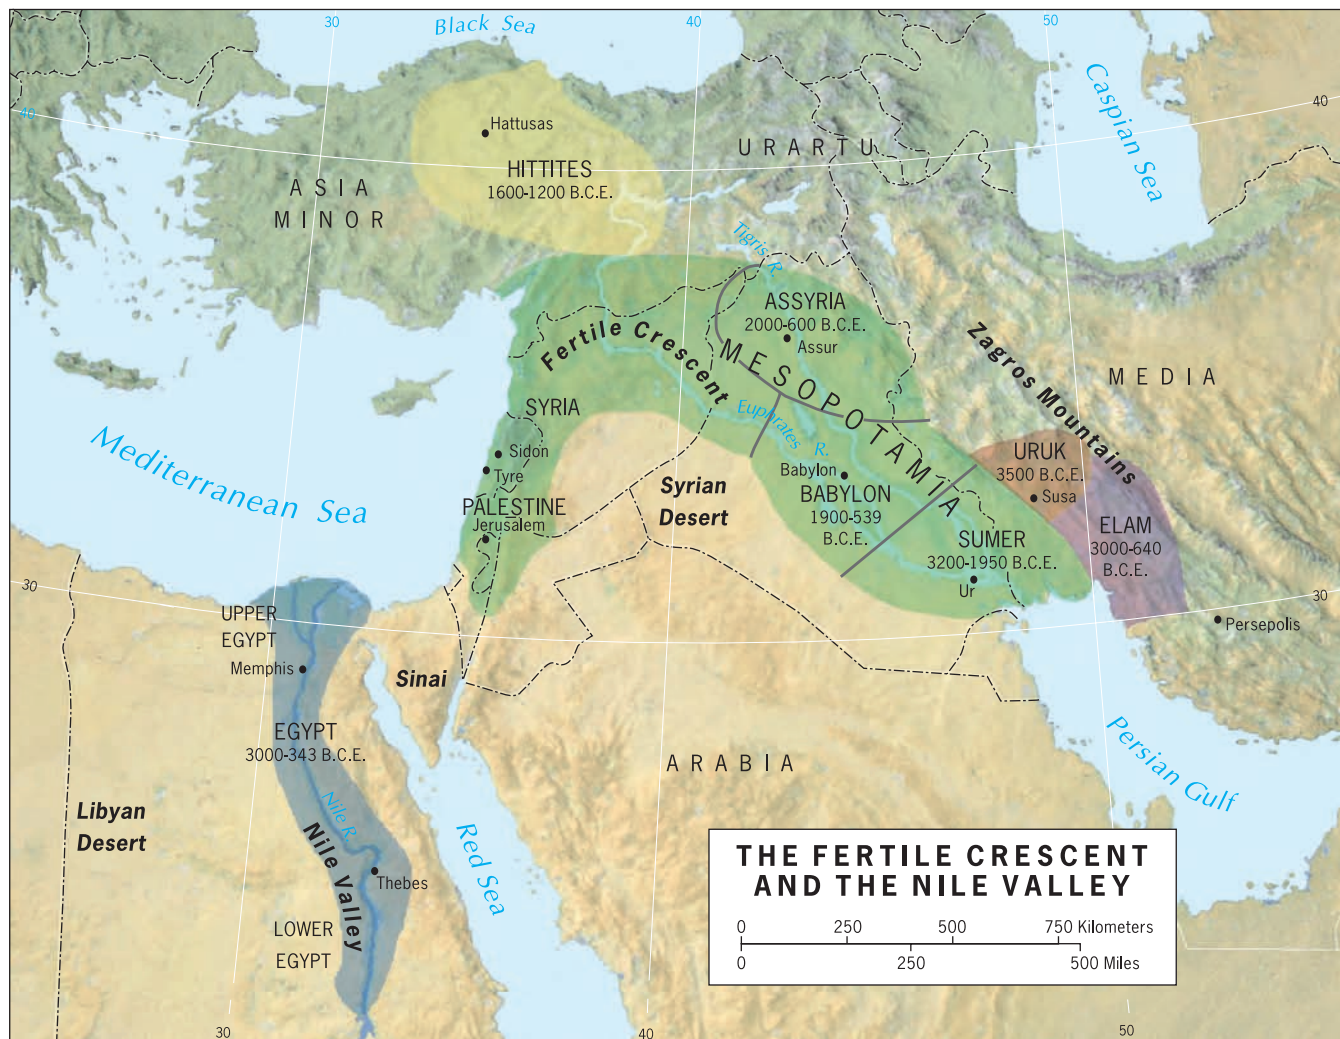 30
40
50
Black Sea
Caspian Sea
40
40
Hattusas
HITTITES
1600-1200 B.C.E.
URARTU
ASIA
MINOR
Tigris R.
ASSYRIA
2000-600 B.C.E.
Assur
Fertile Crescent
MESOPOTAMIA
Zagros Mountains
MEDIA
SYRIA
Euphrates R.
Mediterranean Sea
Sidon
Tyre
Babylon
BABYLON
1900-539
B.C.E.
URUK
3500 B.C.E.
Susa
Syrian
Desert
PALESTINE
Jerusalem
ELAM
3000-640
B.C.E.
SUMER
3200-1950 B.C.E.
Ur
30
30
UPPER
EGYPT
Persepolis
Memphis
Sinai
EGYPT
3000-343 B.C.E.
ARABIA
Persian Gulf
Libyan
Desert
Nile R.
Nile Valley
Red Sea
Thebes
LOWER
EGYPT
THE FERTILE CRESCENT
AND THE NILE VALLEY
0 250 500 750 Kilometers
0 250 500 Miles
30
40
50